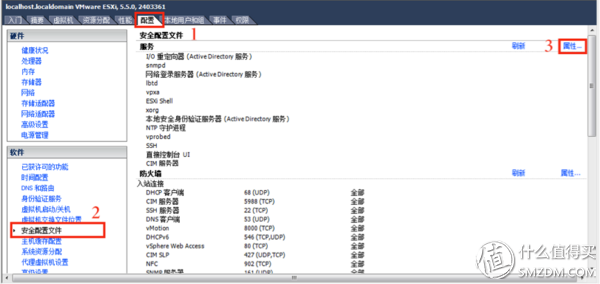 localhost.localdomain VMware ESXi, 5.5.0, 2403361
入门 摘要 虚拟机 资源分配 性能 配置 本地用户和组 事件 权限
1
硬件
健康状况
处理器
内存
存储器
网络
存储适配器
网络适配器
高级设置
电源管理
软件
已获许可的功能
时间配置
DNS 和路由
身份验证服务
虚拟机启动/关机
虚拟机交换文件位置
2
安全配置文件
主机缓存配置
系统资源分配
代理虚拟机设置
高级设置
安全配置文件
服务 刷新 3 属性...
I/O 重定向器 (Active Directory 服务)
snmpd
网络登录服务器 (Active Directory 服务)
lbtd
vpxa
ESXi Shell
xorg
本地安全身份验证服务器 (Active Directory 服务)
NTP 守护进程
vprobed
SSH
直接控制台 UI
CIM 服务器
防火墙 刷新 属性...
入站连接
DHCP 客户端 68 (UDP) 全部
CIM 服务器 5988 (TCP) 全部
SSH 服务器 22 (TCP) 全部
DNS 客户端 53 (UDP) 全部
vMotion 8000 (TCP) 全部
DHCPv6 546 (TCP,UDP) 全部
vSphere Web Access 80 (TCP) 全部
CIM SLP 427 (UDP,TCP) 全部
NFC 902 (TCP) 全部
SNMP 服务器 161 (UDP) 全部
值 什么值得买
SMZDM.COM